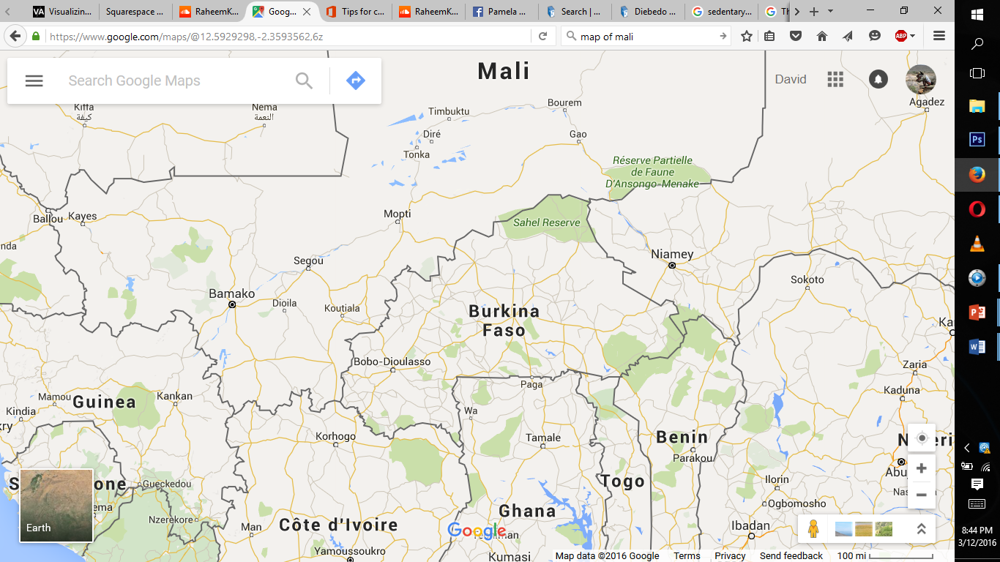 Visualizin...
Squarespace ...
RaheemK...
Goog...
Tips for c...
RaheemK...
Pamela ...
Search | ...
Diebedo ...
Diebedo ...
sedentary...
https://www.google.com/maps/@12.5929298,-2.3593562,6z
map of mali
ABP
Search Google Maps
David
Mali
Kiffa
كيفة
Nema
النعمة
Timbuktu
Bourem
Agadez
Diré
Gao
Tonka
Réserve Partielle
de Faune
D'Ansongo-Menake
Ballou
Kayes
Mopti
Sahel Reserve
nda
Segou
Niamey
Sokoto
Bamako
Dioila
Koutiala
Burkina
Faso
Bobo-Dioulasso
Zaria
Paga
Kaduna
Mamou
Guinea
Kankan
Kindia
Wa
Korhogo
Tamale
Benin
Parakou
Gueckedou
Togo
Ilorin
Nzerekore
Ogbomosho
Man
Côte d'Ivoire
Ghana
Ibadan
Yamoussoukro
Kumasi
Earth
Google
Map data ©2016 Google
Terms
Privacy
Send feedback
100 mi
Ps
8:44 PM
3/12/2016